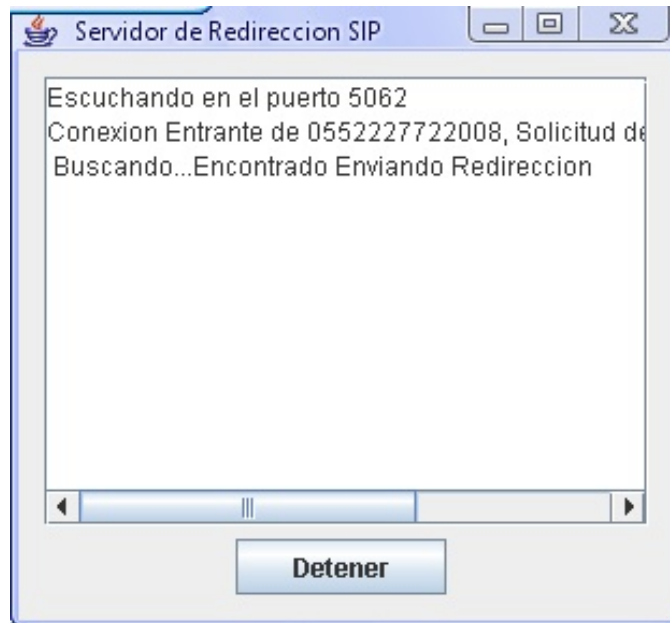 Servidor de Redireccion SIP
Escuchando en el puerto 5062
Conexion Entrante de 0552227722008, Solicitud de
Buscando...Encontrado Enviando Redireccion
Detener